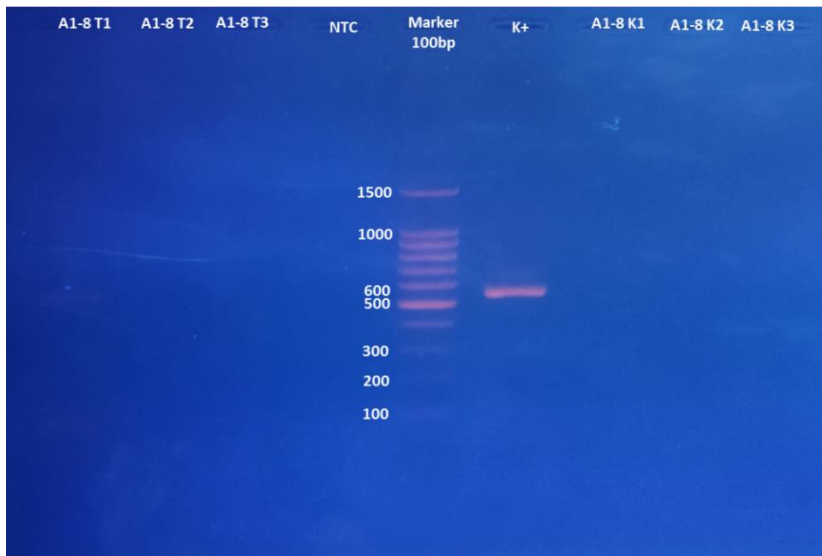 A1-8 T1
A1-8 T2
A1-8 T3
NTC
Marker
100bp
K+
A1-8 K1
A1-8 K2
A1-8 K3
1500
1000
600
500
300
200
100